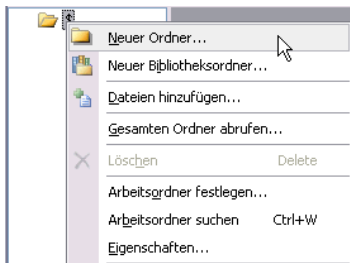 $
Neuer Ordner...
Neuer Bibliotheksordner...
Dateien hinzufügen...
Gesamten Ordner abrufen...
Löschen Delete
Arbeitsordner festlegen...
Arbeitsordner suchen Ctrl+W
Eigenschaften...